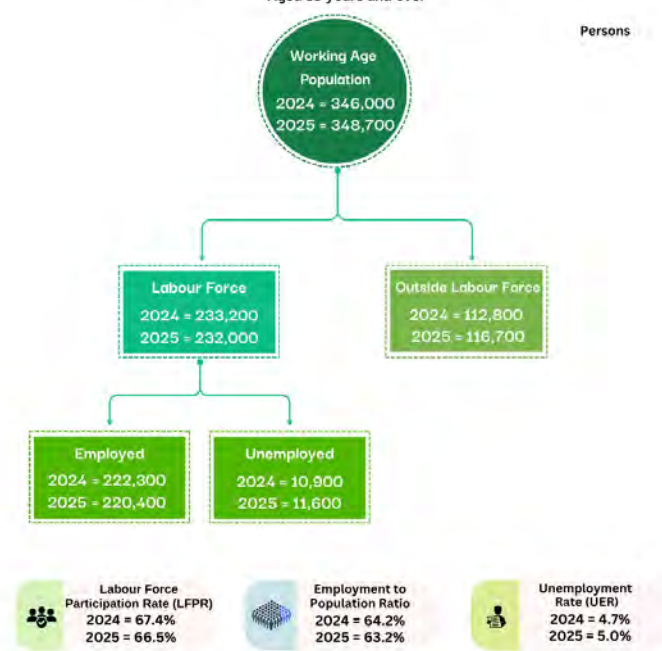 Persons
Working Age
Population
2024 = 346,000
2025 = 348,700
Labour Force
2024 = 233,200
2025 = 232,000
Outside Labour Force
2024 = 112,800
2025 = 116,700
Employed
2024 = 222,300
2025 = 220,400
Unemployed
2024 = 10,900
2025 = 11,600
Labour Force
Participation Rate (LFPR)
2024 = 67.4%
2025 = 66.5%
Employment to
Population Ratio
2024 = 64.2%
2025 = 63.2%
Unemployment
Rate (UER)
2024 = 4.7%
2025 = 5.0%